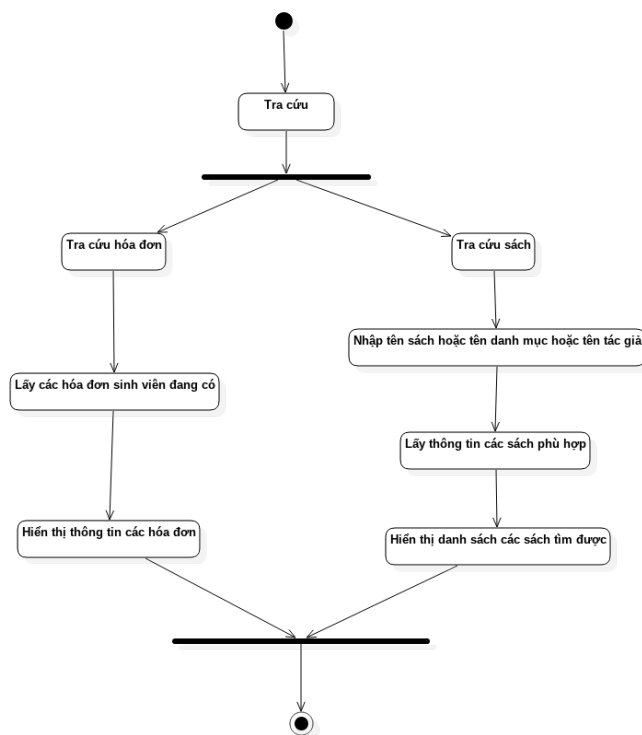 Tra cứu
Tra cứu hóa đơn
Tra cứu sách
Nhập tên sách hoặc tên danh mục hoặc tên tác giả
Lấy các hóa đơn sinh viên đang có
Lấy thông tin các sách phù hợp
Hiển thị thông tin các hóa đơn
Hiển thị danh sách các sách tìm được